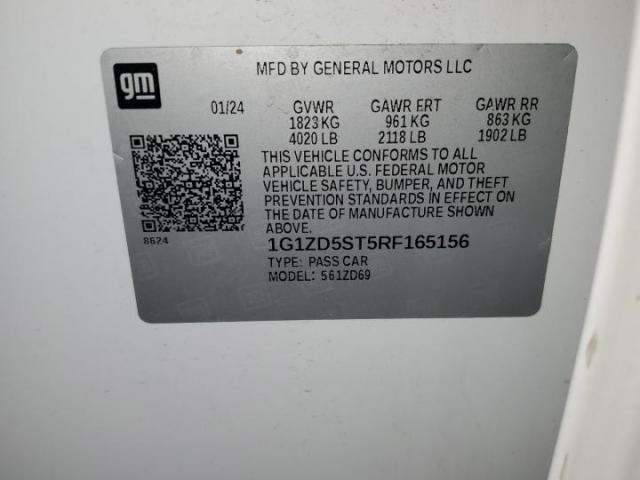 gm
MFD BY GENERAL MOTORS LLC
01/24 GVWR GAWR FRT GAWR RR
1823 KG 961 KG 863 KG
4020 LB 2118 LB 1902 LB
THIS VEHICLE CONFORMS TO ALL
APPLICABLE U.S. FEDERAL MOTOR
VEHICLE SAFETY, BUMPER, AND THEFT
PREVENTION STANDARDS IN EFFECT ON
THE DATE OF MANUFACTURE SHOWN ABOVE.
8624
1G1ZD5ST5RF165156
TYPE: PASS CAR
MODEL: 561ZD69